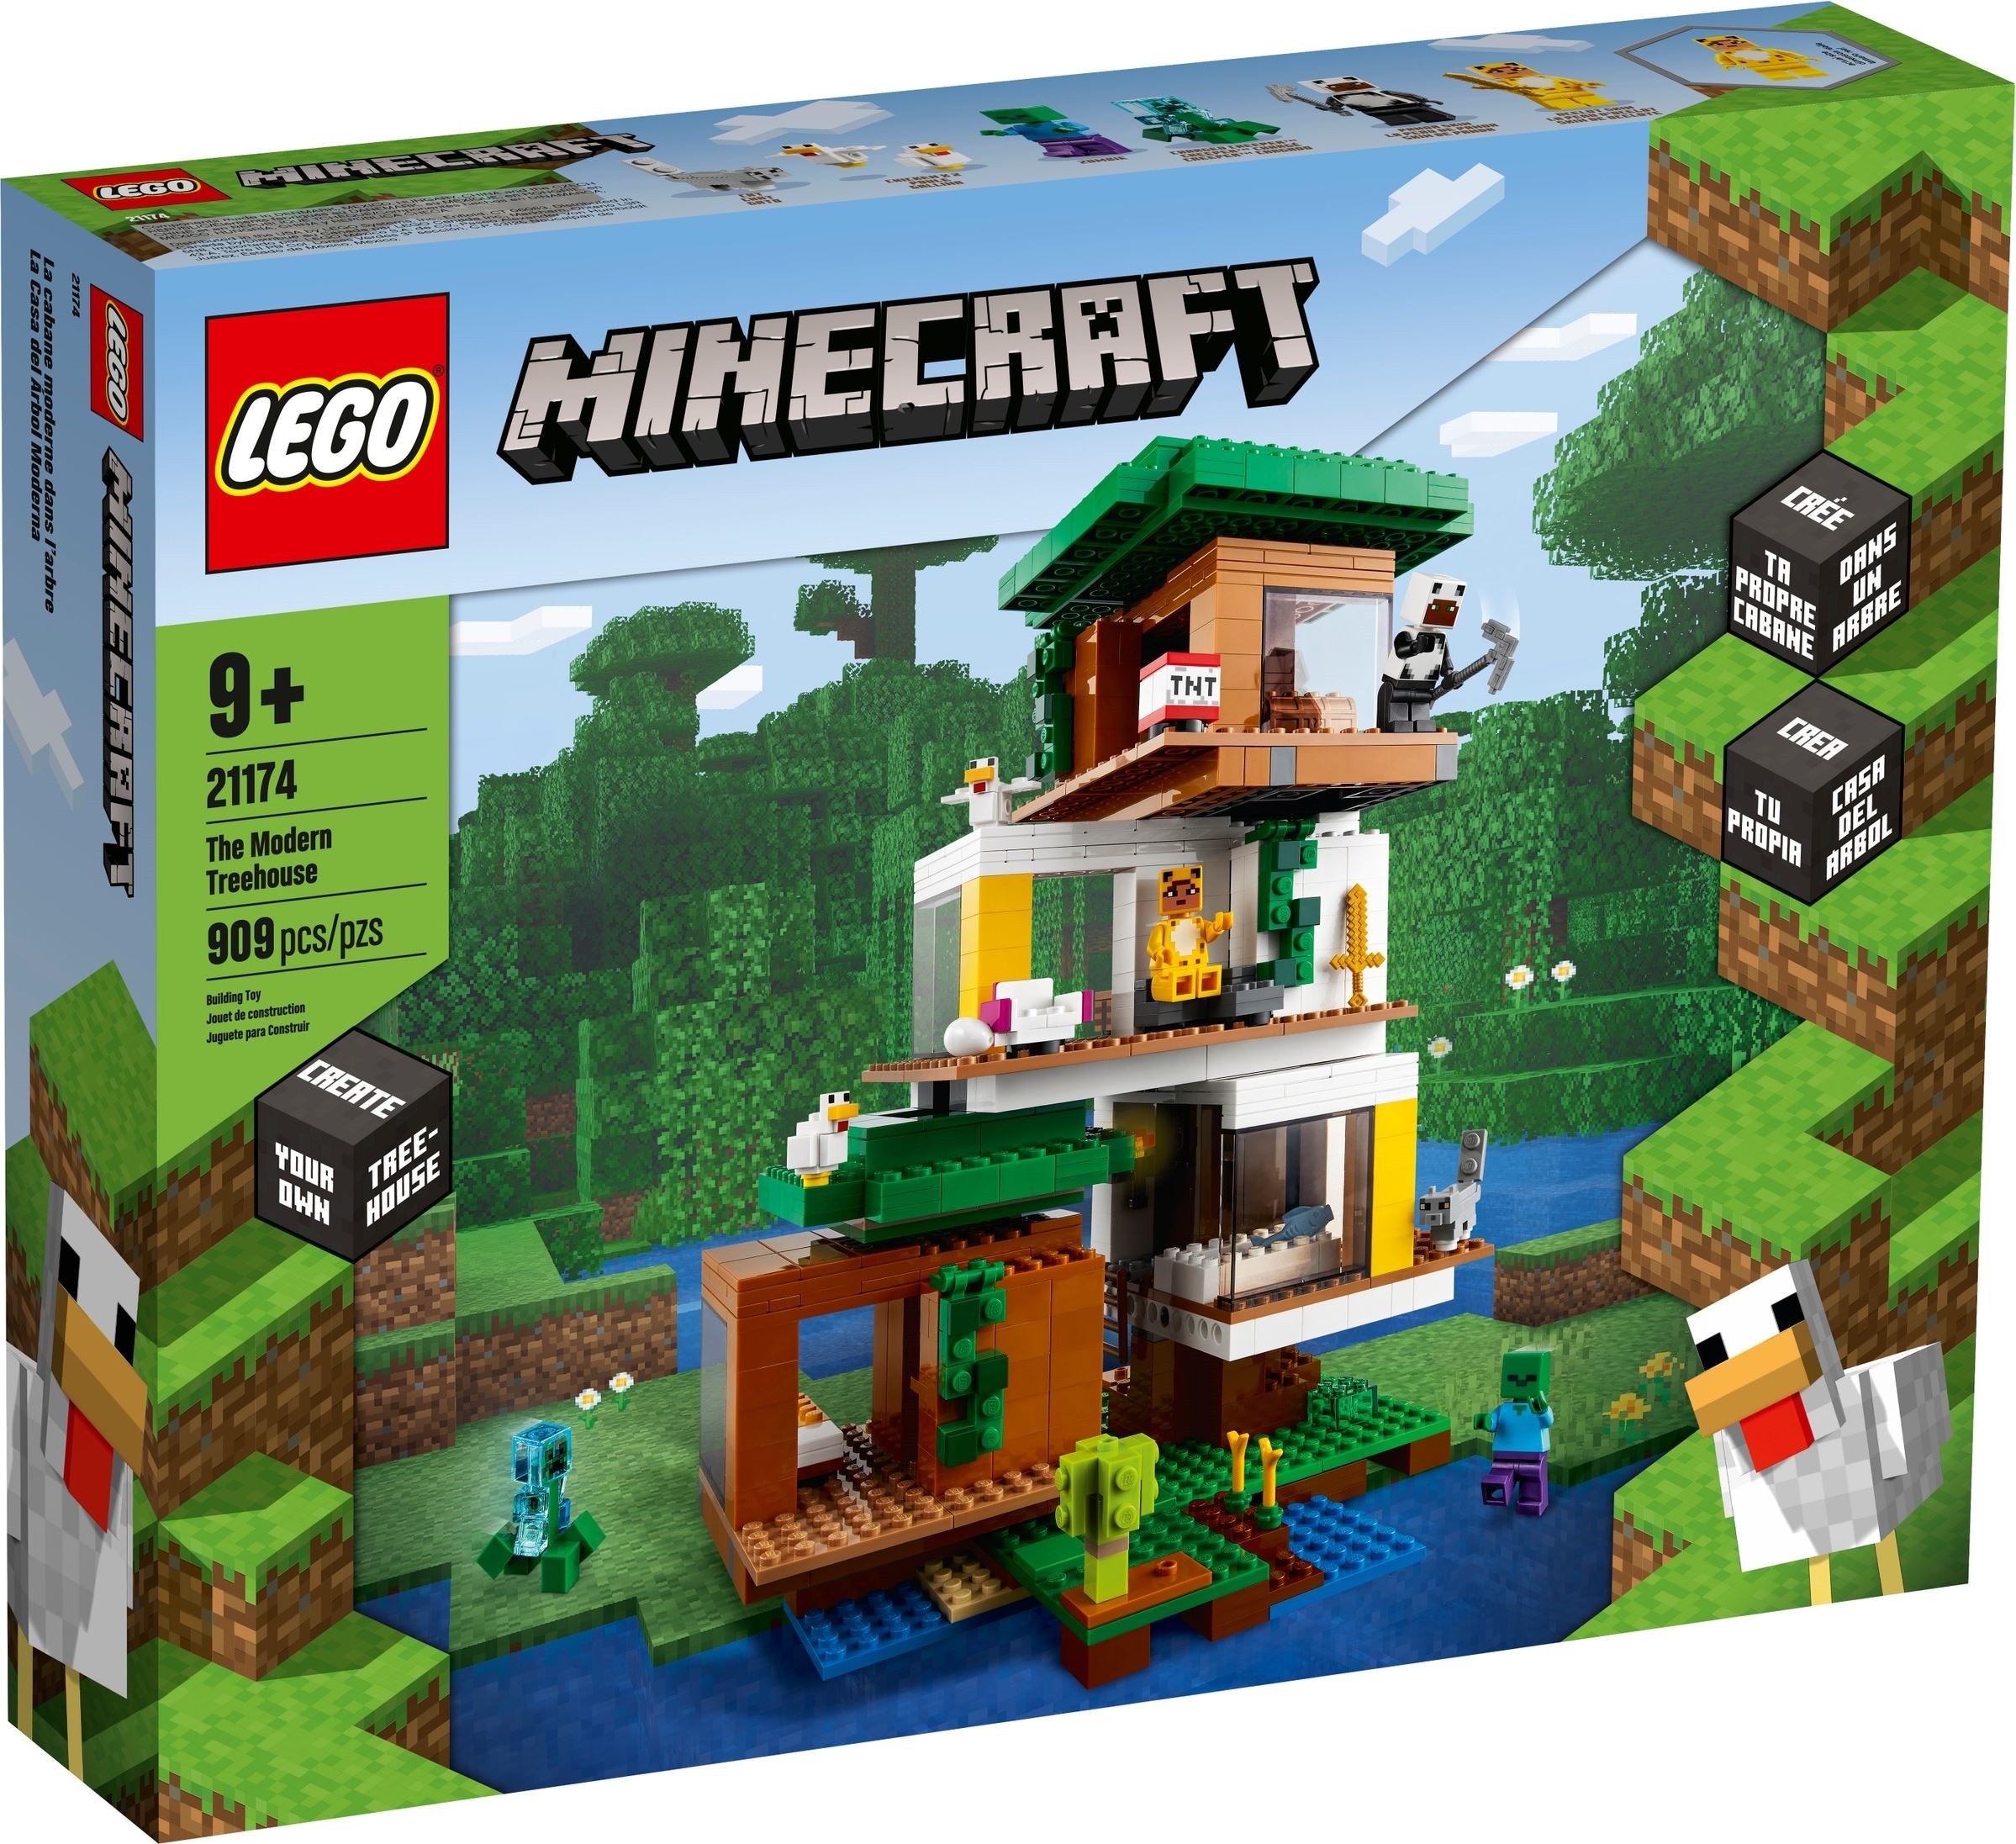 LEGO
21174
MINECRAFT
ZOMBIE
LEGO
MINECRAFT
21174
La cabane moderne dans l'arbre
La Casa del Árbol Moderna
LEGO®
MINECRAFT
9+
21174
The Modern
Treehouse
909 pcs/pzs
Building Toy
Jouet de construction
Juguete para Construir
CREATE
YOUR
OWN
TREE-
HOUSE
TNT
CRÉE
TA
PROPRE
CABANE
DANS
UN
ARBRE
CREA
TU
PROPIA
CASA
DEL
ÁRBOL